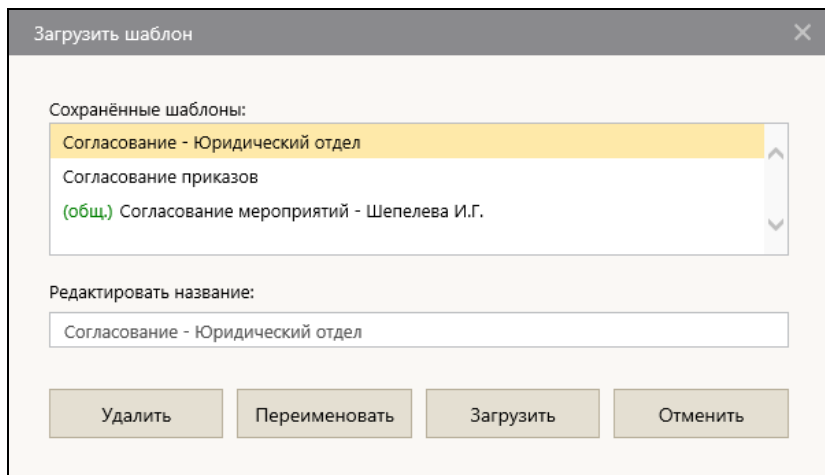 Загрузить шаблон
Сохранённые шаблоны:
Согласование - Юридический отдел
Согласование приказов
(общ.) Согласование мероприятий - Шепелева И.Г.
Редактировать название:
Согласование - Юридический отдел
Удалить Переименовать Загрузить Отменить